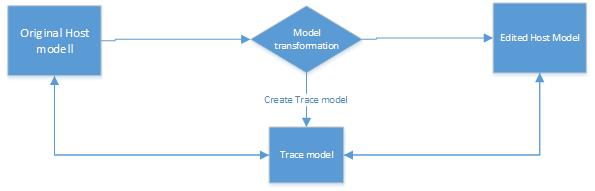 Original Host
modell
Model
transformation
Edited Host Model
Create Trace model
Trace model